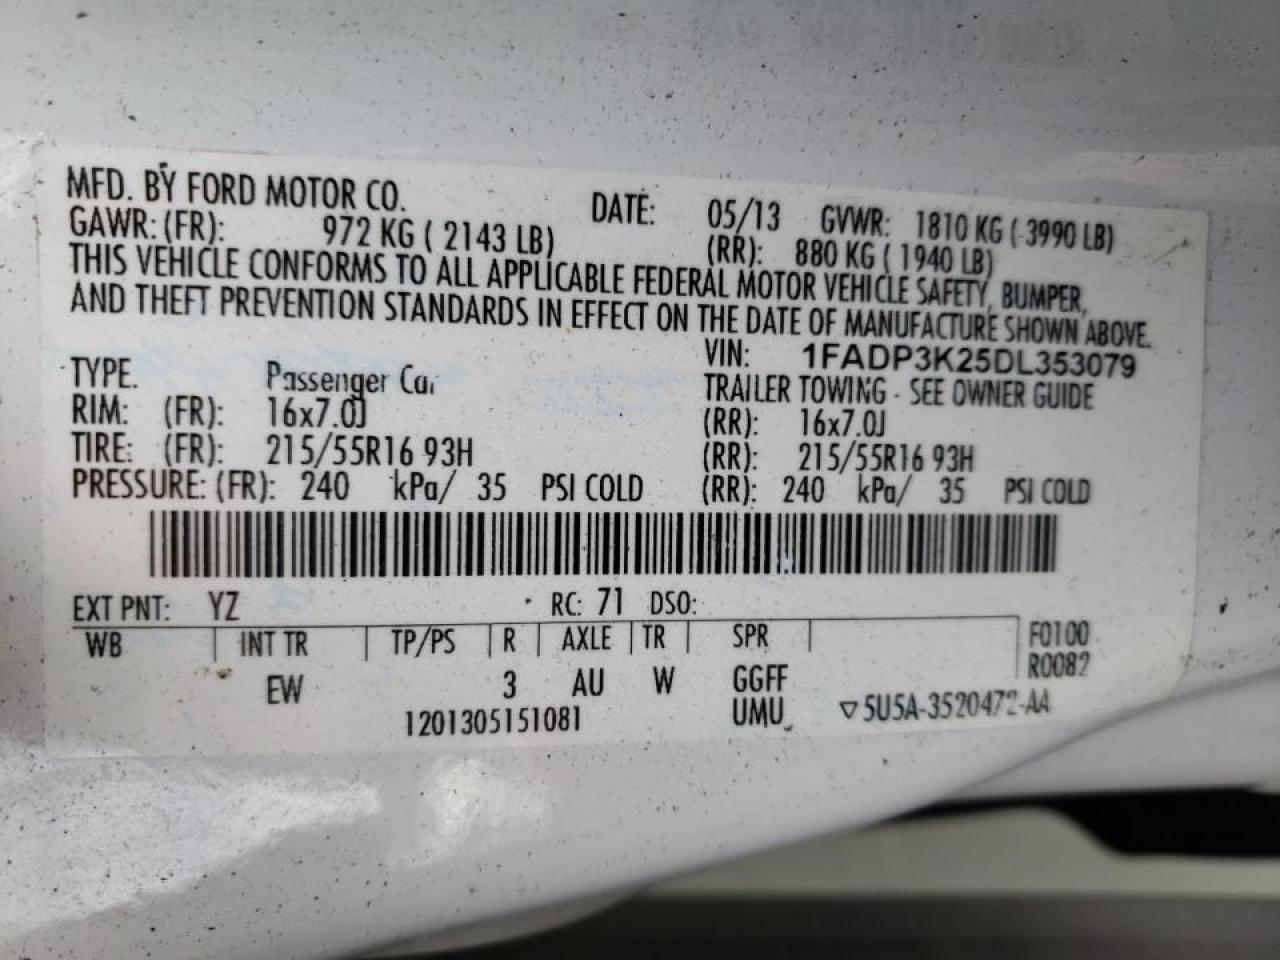 MFD. BY FORD MOTOR CO. DATE: 05/13 GVWR: 1810 KG ( 3990 LB)
GAWR: (FR): 972 KG ( 2143 LB) (RR): 880 KG ( 1940 LB)
THIS VEHICLE CONFORMS TO ALL APPLICABLE FEDERAL MOTOR VEHICLE SAFETY, BUMPER,
AND THEFT PREVENTION STANDARDS IN EFFECT ON THE DATE OF MANUFACTURE SHOWN ABOVE.
VIN: 1FADP3K25DL353079
TYPE. Passenger Car TRAILER TOWING - SEE OWNER GUIDE
RIM: (FR): 16x7.0J (RR): 16x7.0J
TIRE: (FR): 215/55R16 93H (RR): 215/55R16 93H
PRESSURE: (FR): 240 kPa/ 35 PSI COLD (RR): 240 kPa/ 35 PSI COLD
EXT PNT: YZ RC: 71 DSO:
WB INT TR TP/PS R AXLE TR SPR F0100
R0082
EW 3 AU W GGFF
1201305151081 UMU ▽5U5A-3520472-AA